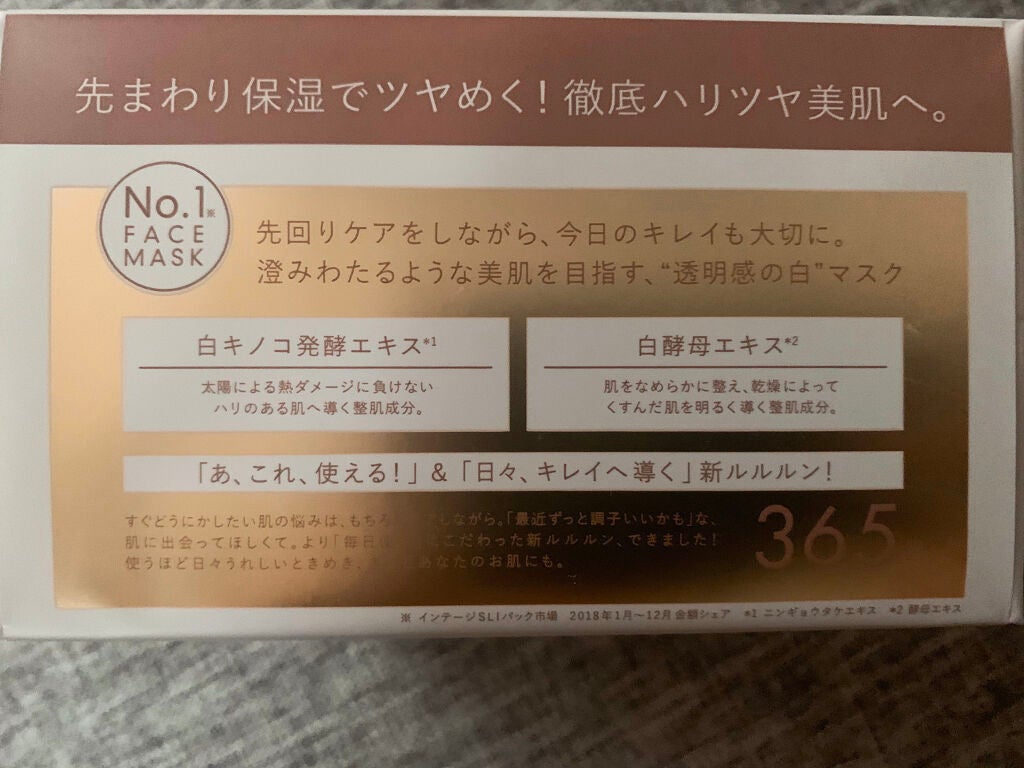 先まわり保湿でツヤめく！徹底ハリツヤ美肌へ。
No.1※
FACE
MASK
先回りケアをしながら、今日のキレイも大切に。
澄みわたるような美肌を目指す、“透明感の白”マスク
白キノコ発酵エキス*1
太陽による熱ダメージに負けない
ハリのある肌へ導く整肌成分。
白酵母エキス*2
肌をなめらかに整え、乾燥によって
くすんだ肌を明るく導く整肌成分。
「あ、これ、使える！」&「日々、キレイへ導く」新ルルルン！
すぐどうにかしたい肌の悩みは、もちろ しながら。「最近ずっと調子いいかも」な、
肌に出会ってほしくて。より「毎日 こだわった新ルルルン、できました！
使うほど日々うれしいときめき、 あなたのお肌にも。
365
※ インテージSLIパック市場 2018年1月～12月 金額シェア *1 ニンギョウタケエキス *2 酵母エキス